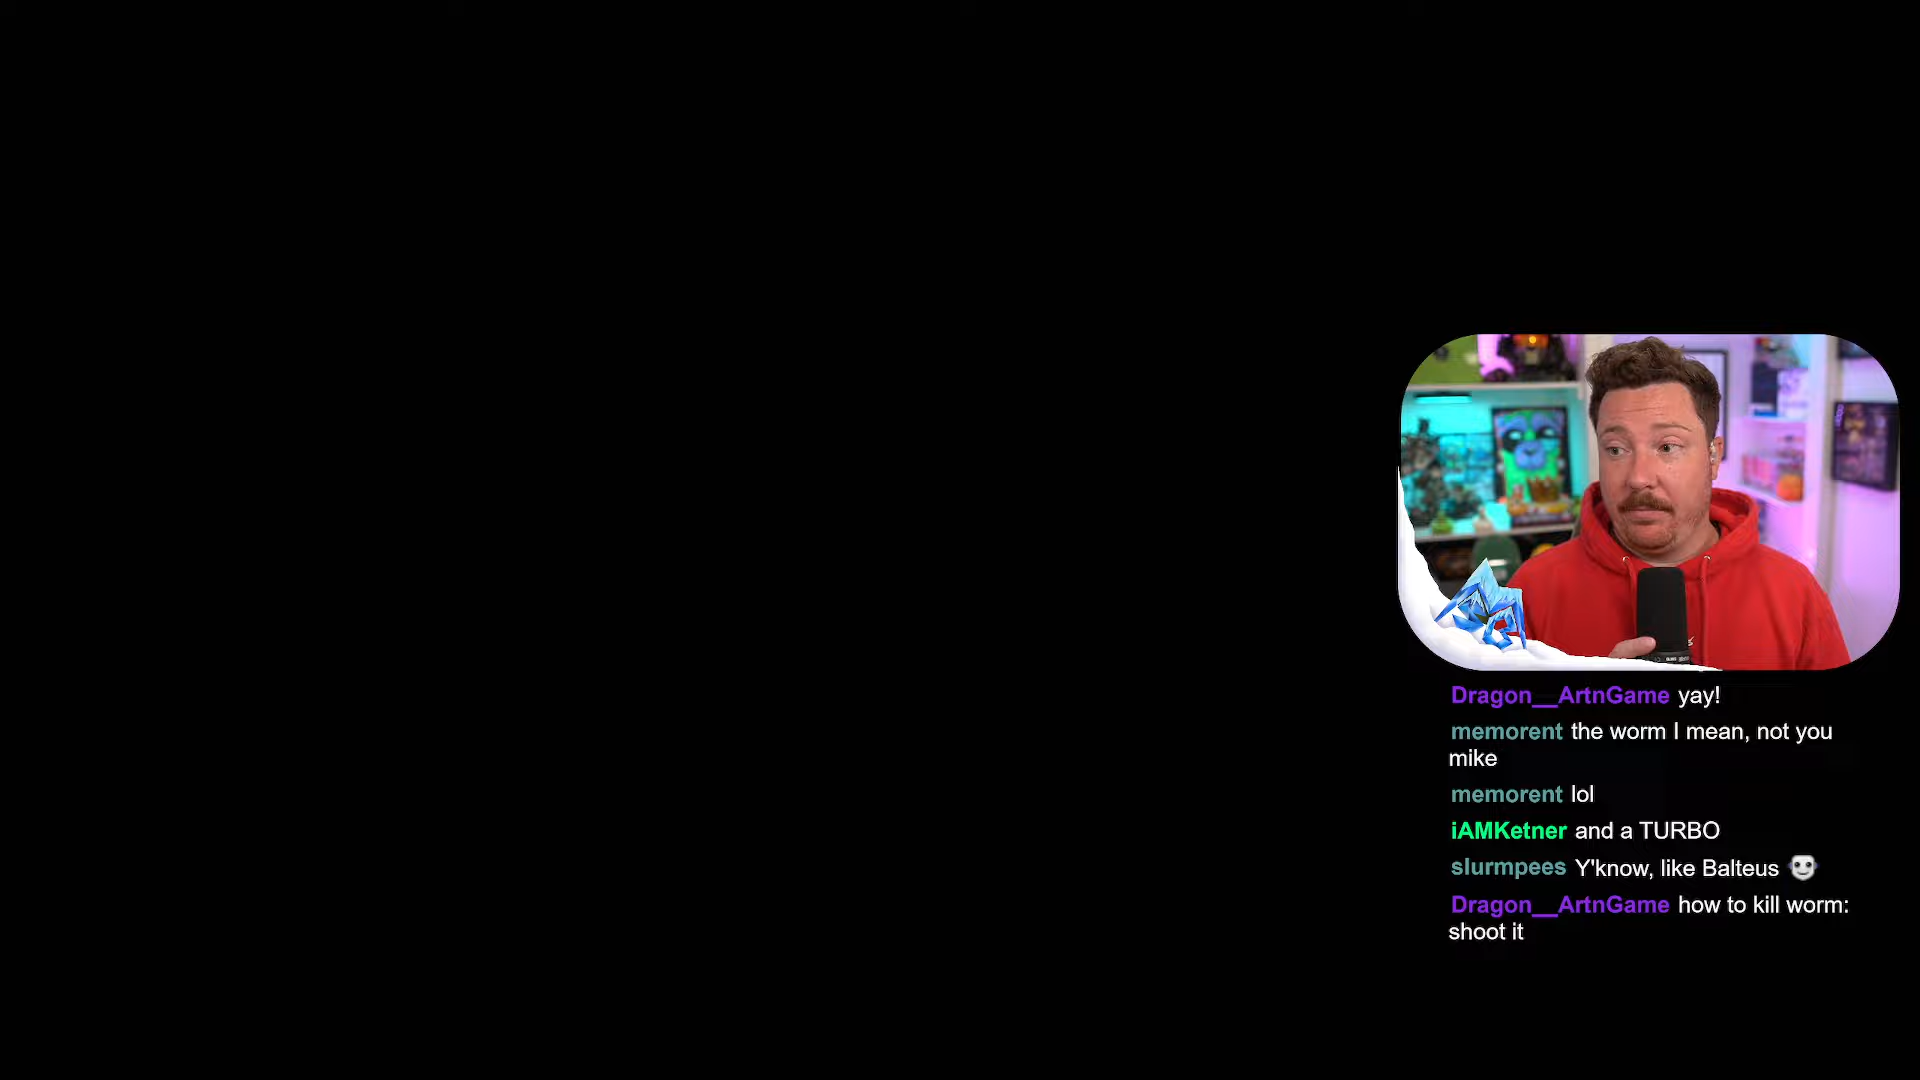 Dragon__ArtnGame yay!
memorent the worm I mean, not you
mike
memorent lol
iAMKetner and a TURBO
slurmpees Y'know, like Balteus
Dragon__ArtnGame how to kill worm:
shoot it